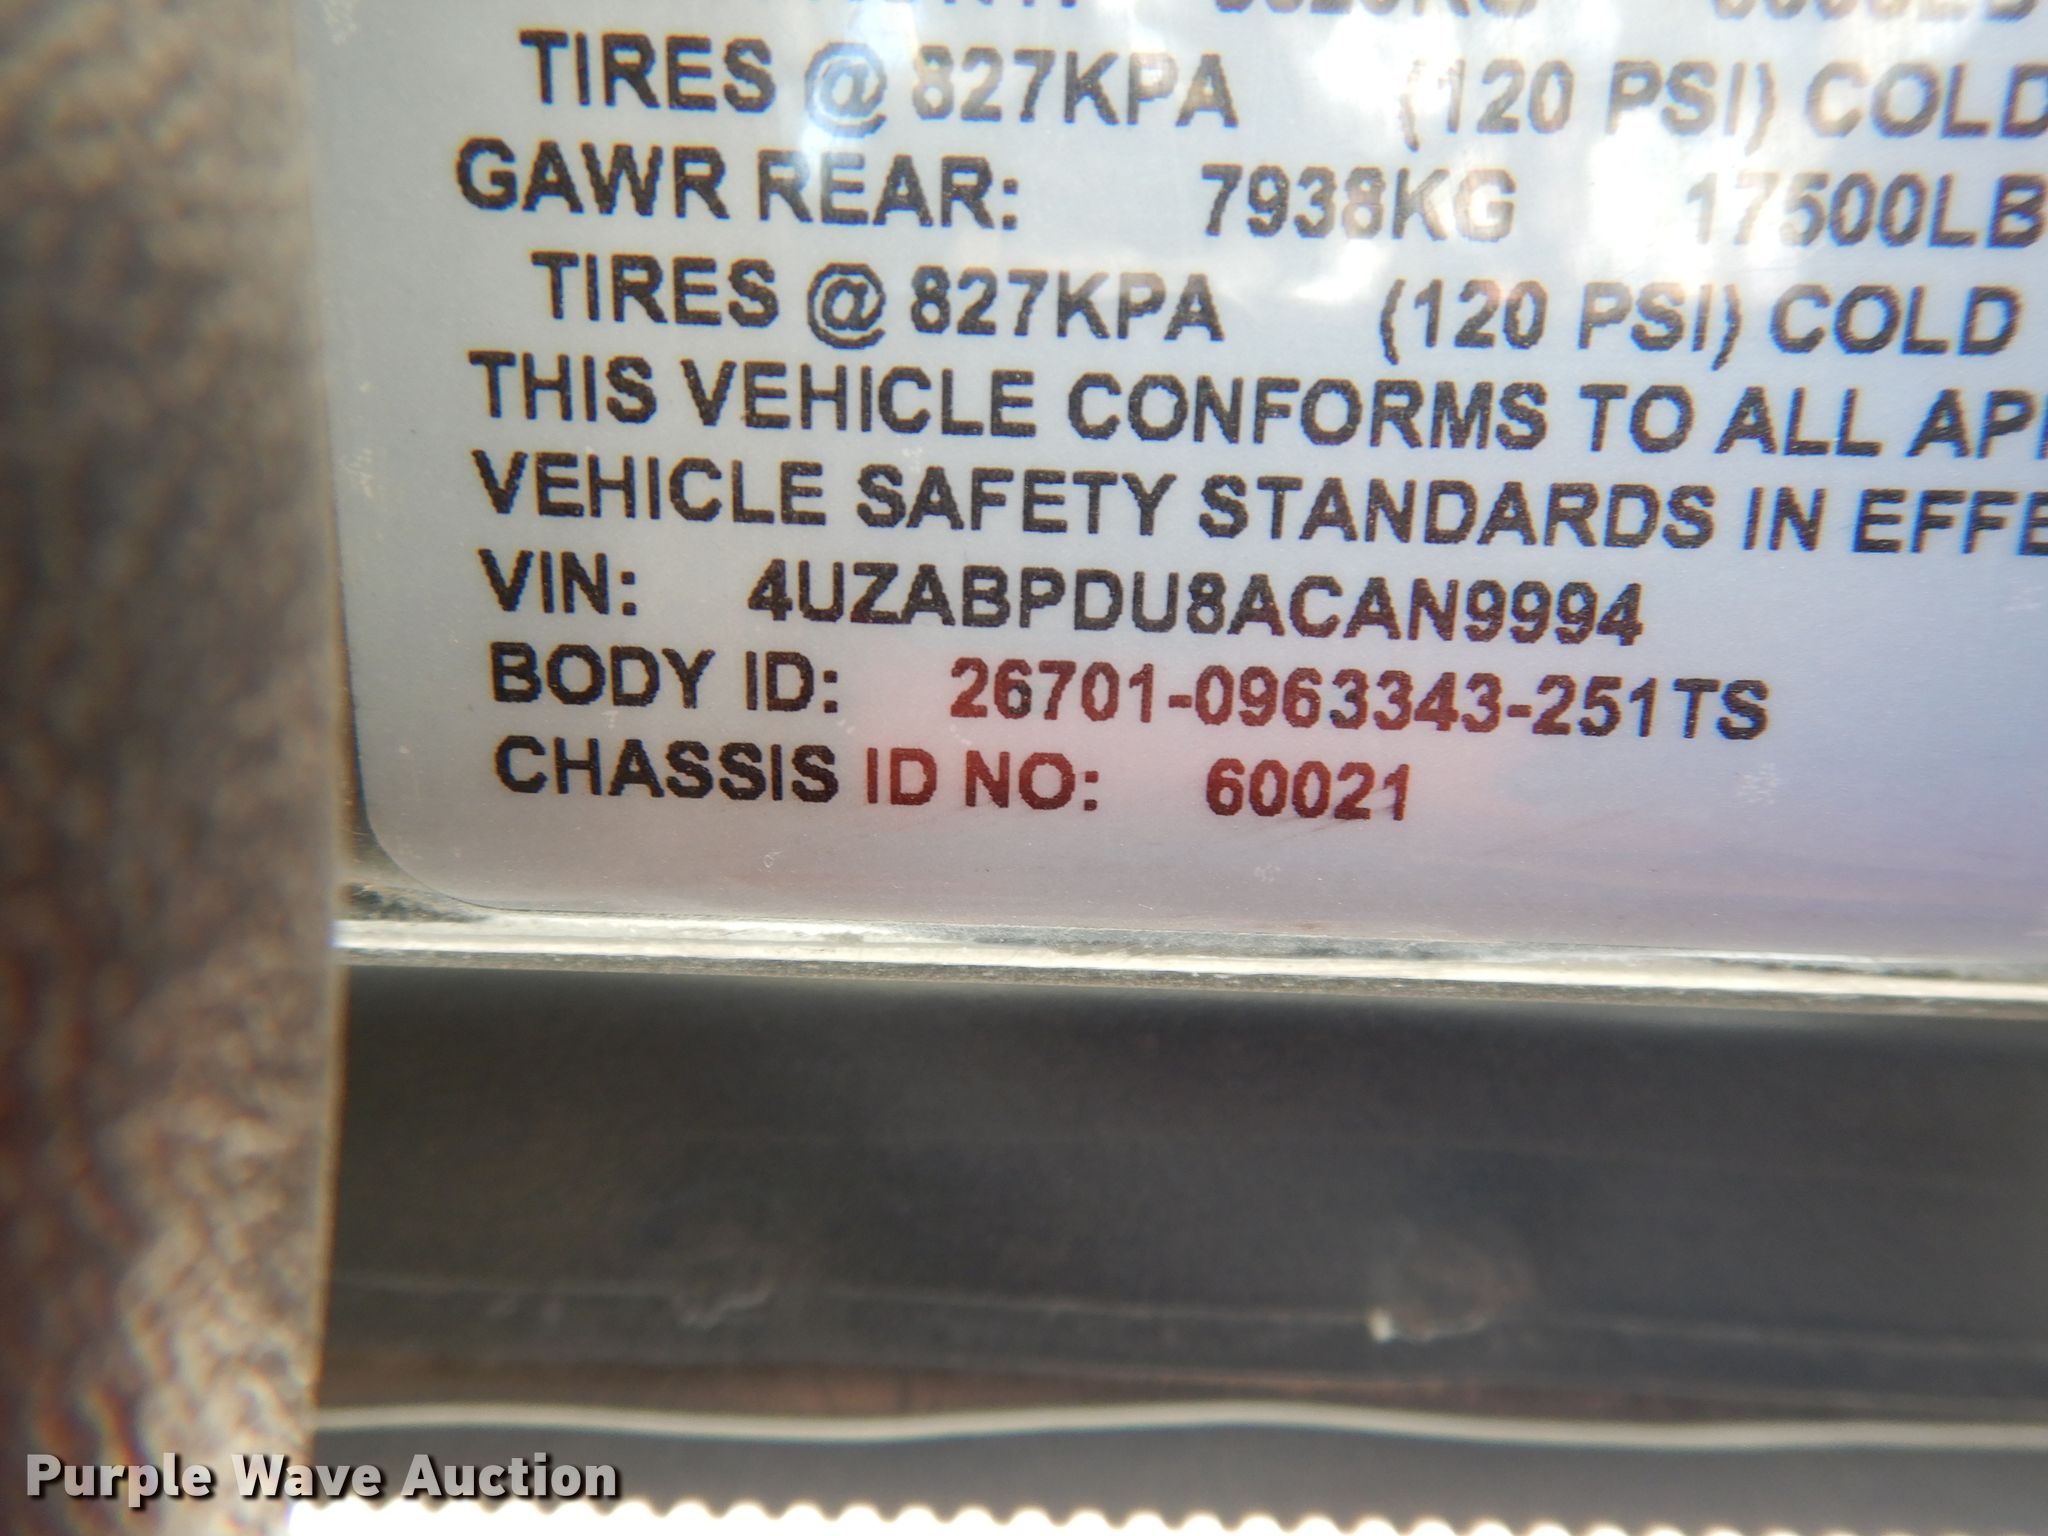 TIRES @ 827KPA (120 PSI) COLD
GAWR REAR: 7938KG 17500LB
TIRES @ 827KPA (120 PSI) COLD
THIS VEHICLE CONFORMS TO ALL
VEHICLE SAFETY STANDARDS IN
VIN: 4UZABPDU8ACAN9994
BODY ID: 26701-0963343-251TS
CHASSIS ID NO: 60021
Purple Wave Auction